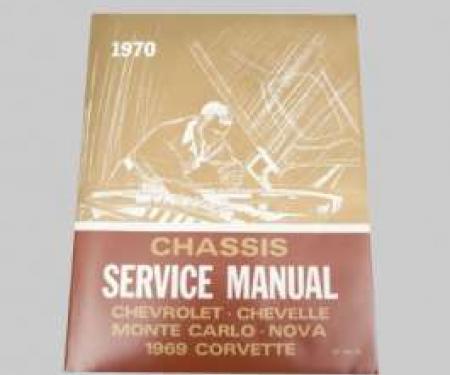 1970
CHASSIS
SERVICE MANUAL
CHEVROLET · CHEVELLE
MONTE CARLO · NOVA
1969 CORVETTE